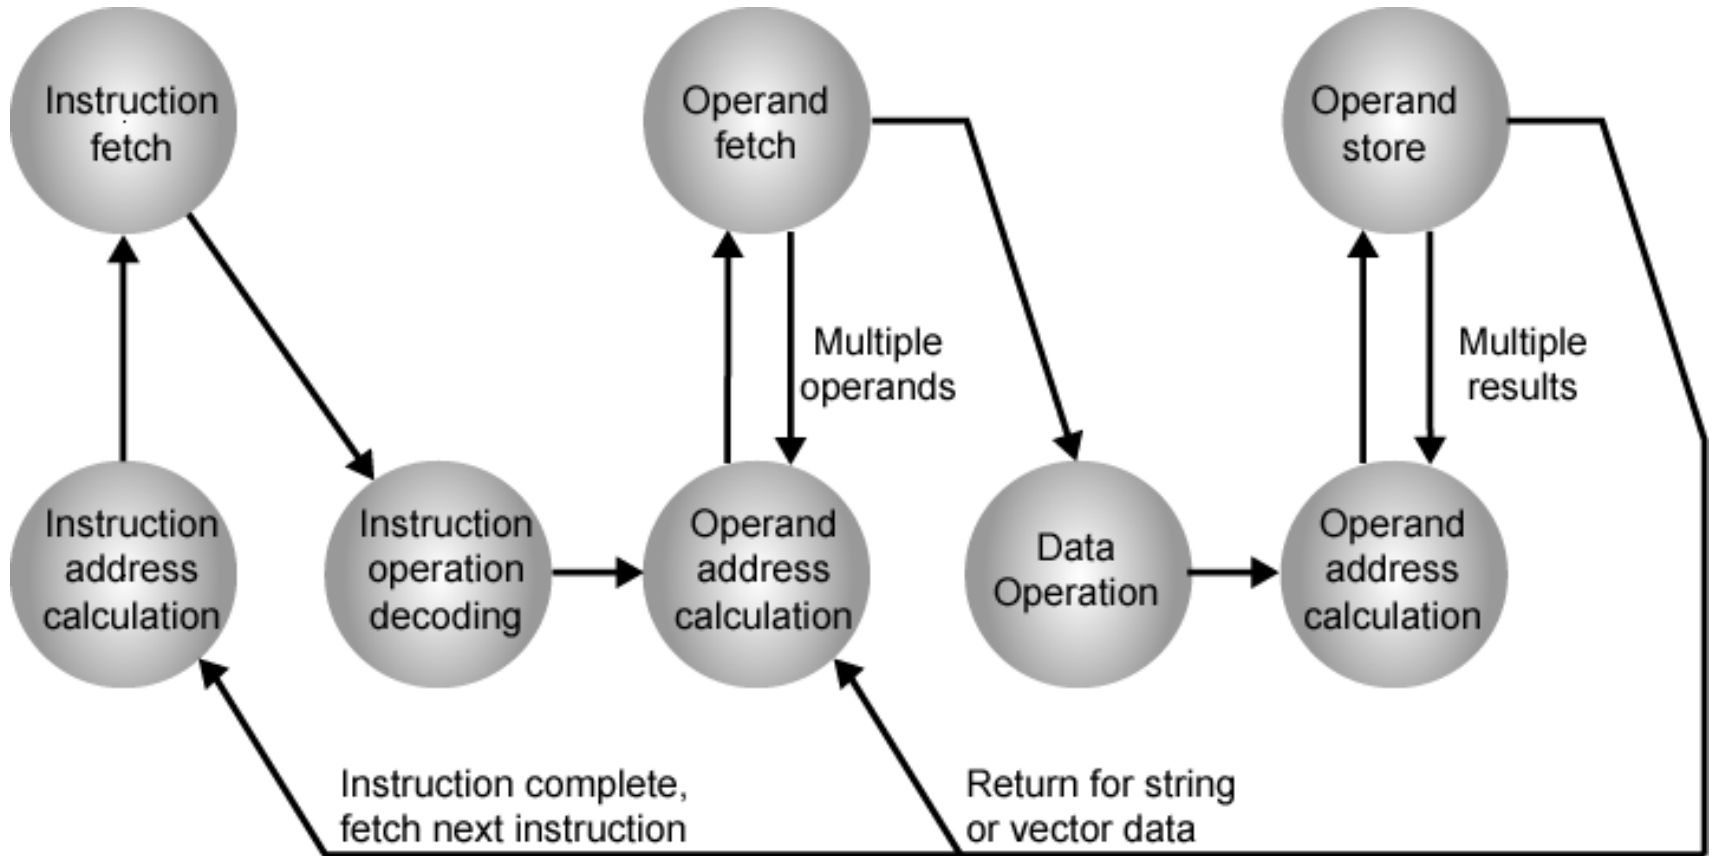 Instruction
fetch
Operand
fetch
Operand
store
Multiple
operands
Multiple
results
Instruction
address
calculation
Instruction
operation
decoding
Operand
address
calculation
Data
Operation
Operand
address
calculation
Instruction complete,
fetch next instruction
Return for string
or vector data